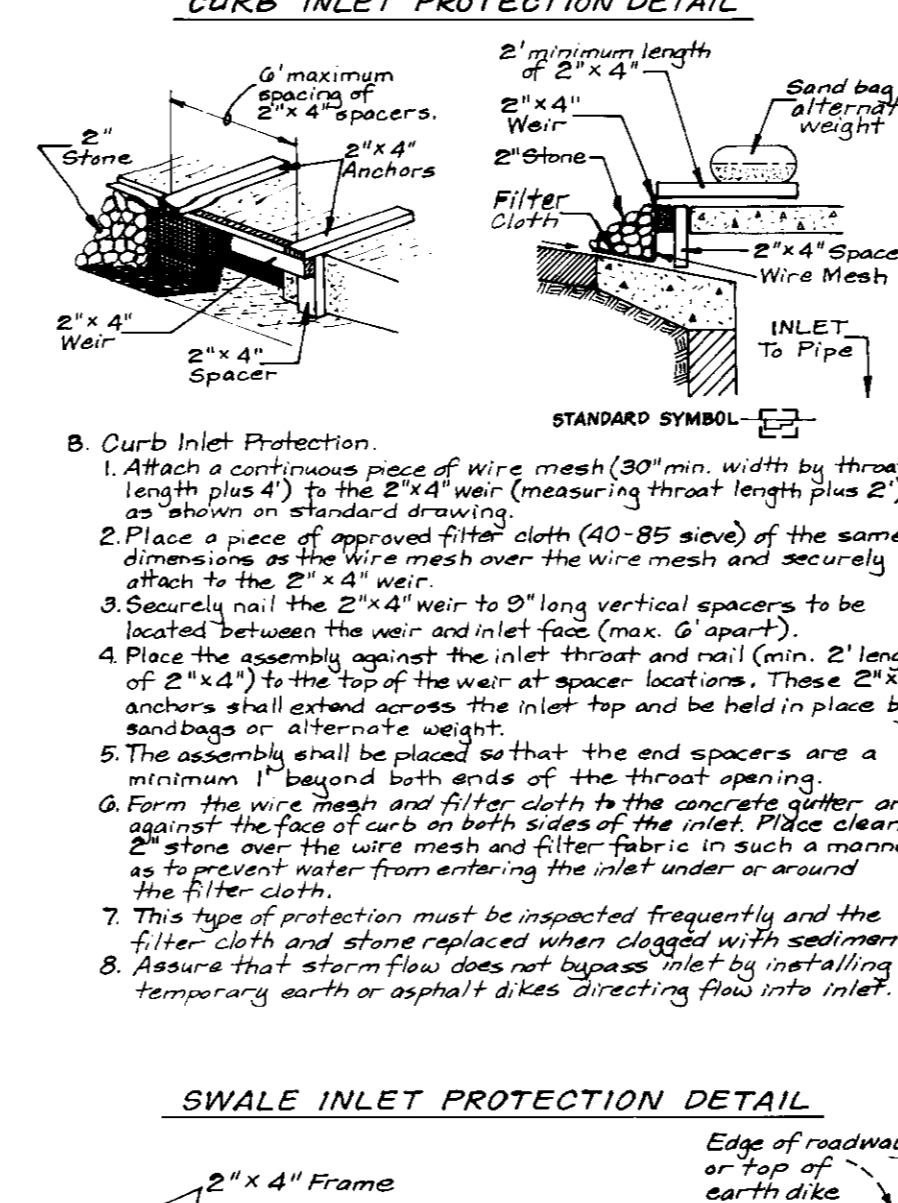 CURB INLET PROTECTION DETAIL
6' maximum
spacing of
2"x 4" spacers.
2"
Stone
2"x 4"
Anchors
2"x 4"
Weir
2"x 4"
Spacer
2' minimum length
of 2"x 4"
2"x4"
Weir
2"Stone
Filter
Cloth
Sand bag
alternat
weight
2"x4" Space
Wire Mesh
INLET
To Pipe
STANDARD SYMBOL
B. Curb Inlet Protection.
1. Attach a continuous piece of wire mesh (30"min. width by throa
length plus 4') to the 2"x4" weir (measuring throat length plus 2')
as shown on standard drawing.
2. Place a piece of approved filter cloth (40-85 sieve) of the same
dimensions as the wire mesh over the wire mesh and securely
attach to the 2" x 4" weir.
3. Securely nail the 2"x4" weir to 9" long vertical spacers to be
located between the weir and inlet face (max. 6' apart).
4. Place the assembly against the inlet throat and nail (min. 2' leng
of 2"x4") to the top of the weir at spacer locations. These 2"x
anchors shall extend across the inlet top and be held in place b
sandbags or alternate weight.
5. The assembly shall be placed so that the end spacers are a
minimum 1' beyond both ends of the throat opening.
6. Form the wire mesh and filter cloth to the concrete gutter an
against the face of curb on both sides of the inlet. Place clean
2" stone over the wire mesh and filter fabric in such a manne
as to prevent water from entering the inlet under or around
the filter cloth.
7. This type of protection must be inspected frequently and the
filter cloth and stone replaced when clogged with sedimen
8. Assure that storm flow does not bypass inlet by installing
temporary earth or asphalt dikes directing flow into inlet.
SWALE INLET PROTECTION DETAIL
2" x 4" Frame
Edge of roadwa
or top of
earth dike